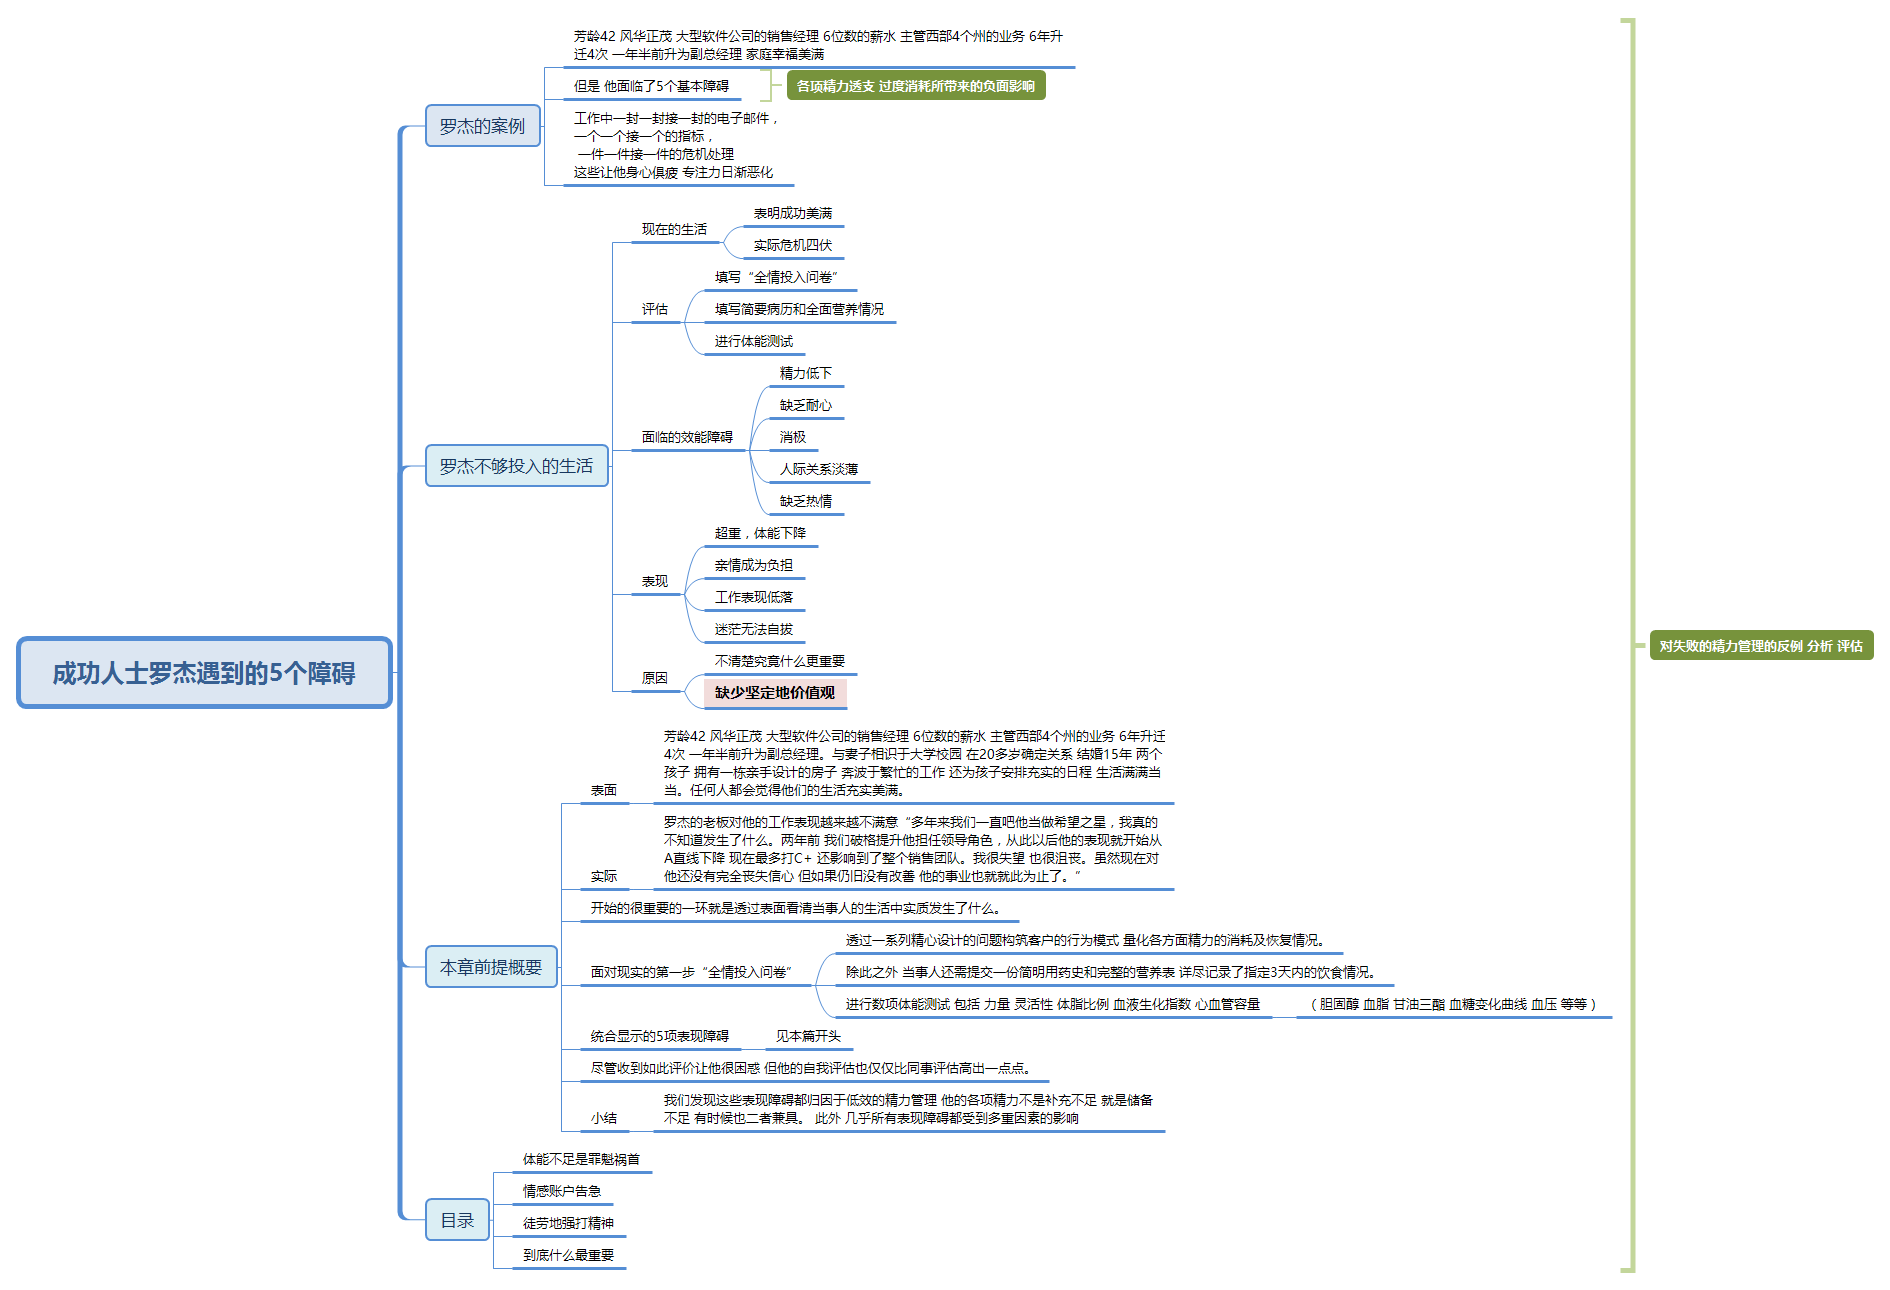 成功人士罗杰遇到的5个障碍
罗杰的案例
芳龄42 风华正茂 大型软件公司的销售经理 6位数的薪水 主管西部4个州的业务 6年升
迁4次 一年半前升为副总经理 家庭幸福美满
但是 他面临了5个基本障碍
各项精力透支 过度消耗所带来的负面影响
工作中一封一封接一封的电子邮件，
一个一个接一个的指标，
一件一件接一件的危机处理
这些让他身心俱疲 专注力日渐恶化
罗杰不够投入的生活
现在的生活
表明成功美满
实际危机四伏
评估
填写“全情投入问卷”
填写简要病历和全面营养情况
进行体能测试
面临的效能障碍
精力低下
缺乏耐心
消极
人际关系淡薄
缺乏热情
表现
超重，体能下降
亲情成为负担
工作表现低落
迷茫无法自拔
原因
不清楚究竟什么更重要
缺少坚定地价值观
本章前提概要
表面
芳龄42 风华正茂 大型软件公司的销售经理 6位数的薪水 主管西部4个州的业务 6年升迁
4次 一年半前升为副总经理。与妻子相识于大学校园 在20多岁确定关系 结婚15年 两个
孩子 拥有一栋亲手设计的房子 奔波于繁忙的工作 还为孩子安排充实的日程 生活满满当
当。任何人都会觉得他们的生活充实美满。
实际
罗杰的老板对他的工作表现越来越不满意“多年来我们一直吧他当做希望之星，我真的
不知道发生了什么。两年前 我们破格提升他担任领导角色，从此以后他的表现就开始从
A直线下降 现在最多打C+ 还影响到了整个销售团队。我很失望 也很沮丧。虽然现在对
他还没有完全丧失信心 但如果仍旧没有改善 他的事业也就就此为止了。”
开始的很重要的一环就是透过表面看清当事人的生活中实质发生了什么。
面对现实的第一步“全情投入问卷”
透过一系列精心设计的问题构筑客户的行为模式 量化各方面精力的消耗及恢复情况。
除此之外 当事人还需提交一份简明用药史和完整的营养表 详尽记录了指定3天内的饮食情况。
进行数项体能测试 包括 力量 灵活性 体脂比例 血液生化指数 心血管容量
（胆固醇 血脂 甘油三酯 血糖变化曲线 血压 等等）
统合显示的5项表现障碍
见本篇开头
尽管收到如此评价让他很困惑 但他的自我评估也仅仅比同事评估高出一点点。
小结
我们发现这些表现障碍都归因于低效的精力管理 他的各项精力不是补充不足 就是储备
不足 有时候也二者兼具。 此外 几乎所有表现障碍都受到多重因素的影响
目录
体能不足是罪魁祸首
情感账户告急
徒劳地强打精神
到底什么最重要
对失败的精力管理的反例 分析 评估